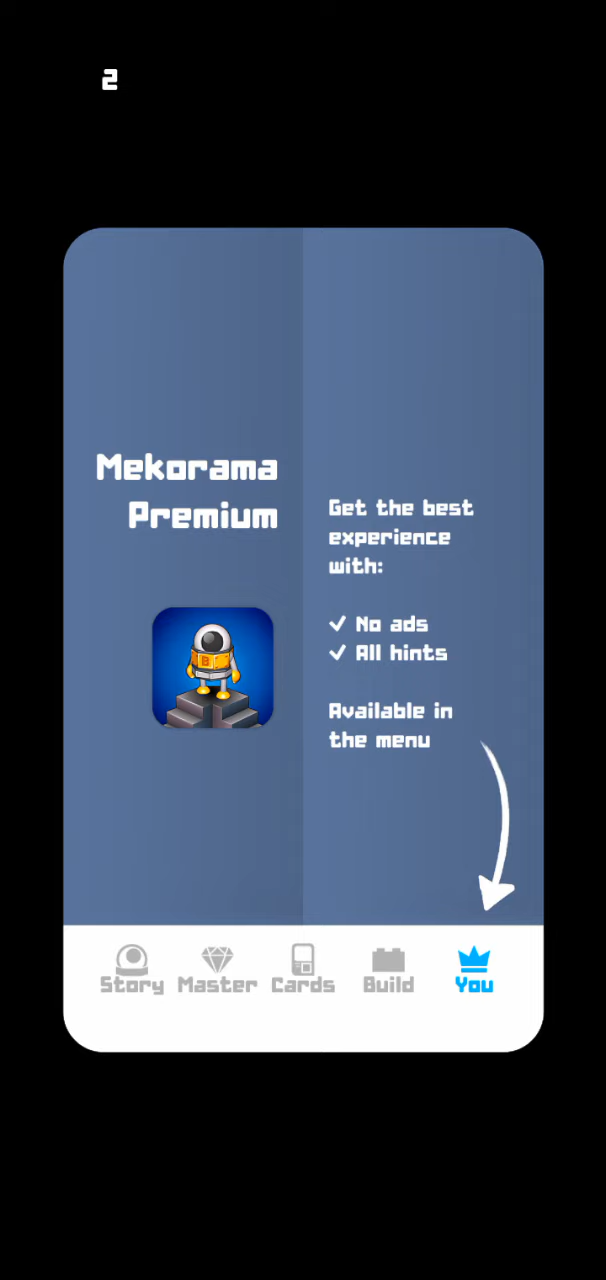 2
Mekorama
Premium
Get the best
experience
with:
✓ No ads
✓ All hints
Available in
the menu
B
Story Master Cards Build You